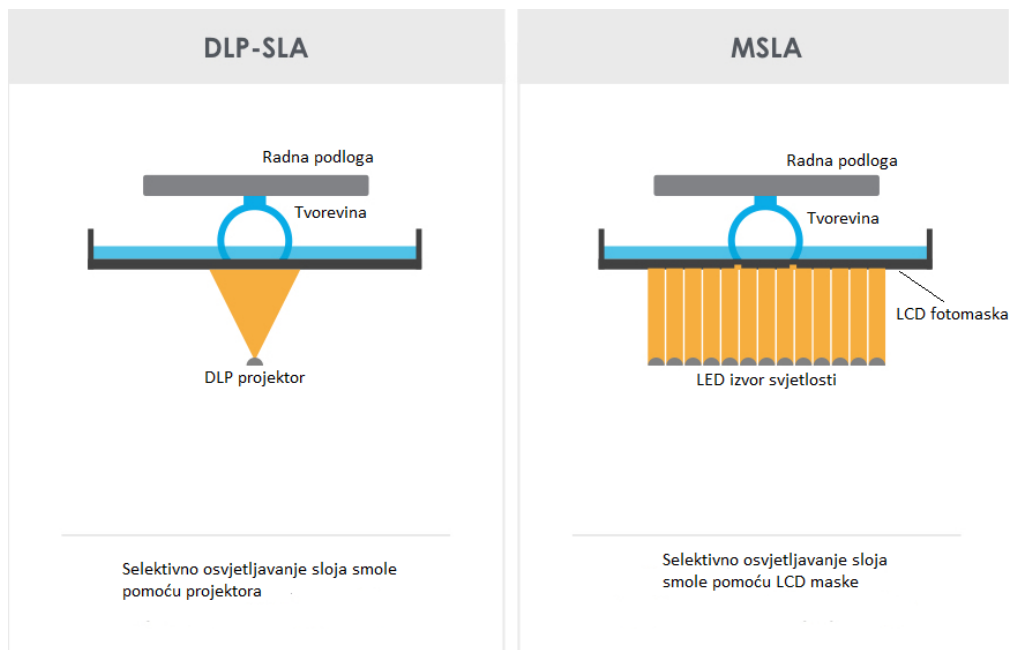 DLP-SLA
Radna podloga
Tvorevina
DLP projektor
Selektivno osvjetljavanje sloja smole
pomoću projektora
MSLA
Radna podloga
Tvorevina
LCD fotomaska
LED izvor svjetlosti
Selektivno osvjetljavanje sloja
smole pomoću LCD maske